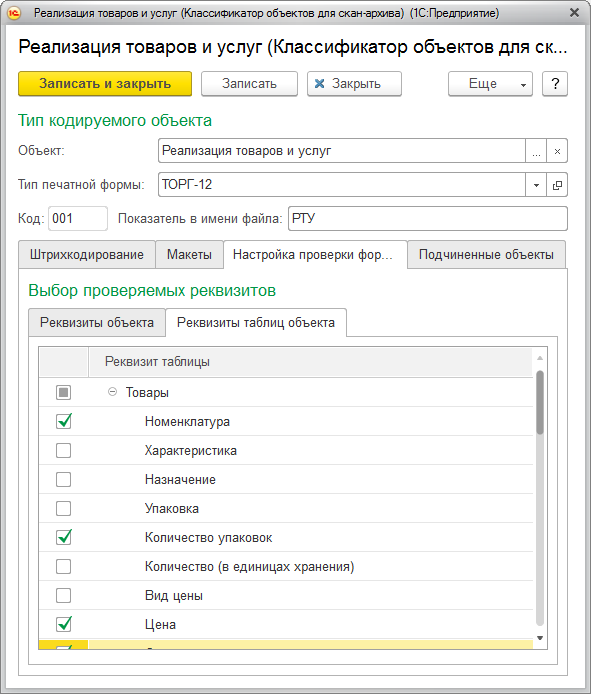 Реализация товаров и услуг (Классификатор объектов для скан-архива) (1С:Предприятие)
Реализация товаров и услуг (Классификатор объектов для ск...
Записать и закрыть Записать Закрыть Еще ?
Тип кодируемого объекта
Объект: Реализация товаров и услуг ...
Тип печатной формы: ТОРГ-12
Код: 001 Показатель в имени файла: РТУ
Штрихкодирование Макеты Настройка проверки фор... Подчиненные объекты
Выбор проверяемых реквизитов
Реквизиты объекта Реквизиты таблиц объекта
Реквизит таблицы
Товары
Номенклатура
Характеристика
Назначение
Упаковка
Количество упаковок
Количество (в единицах хранения)
Вид цены
Цена